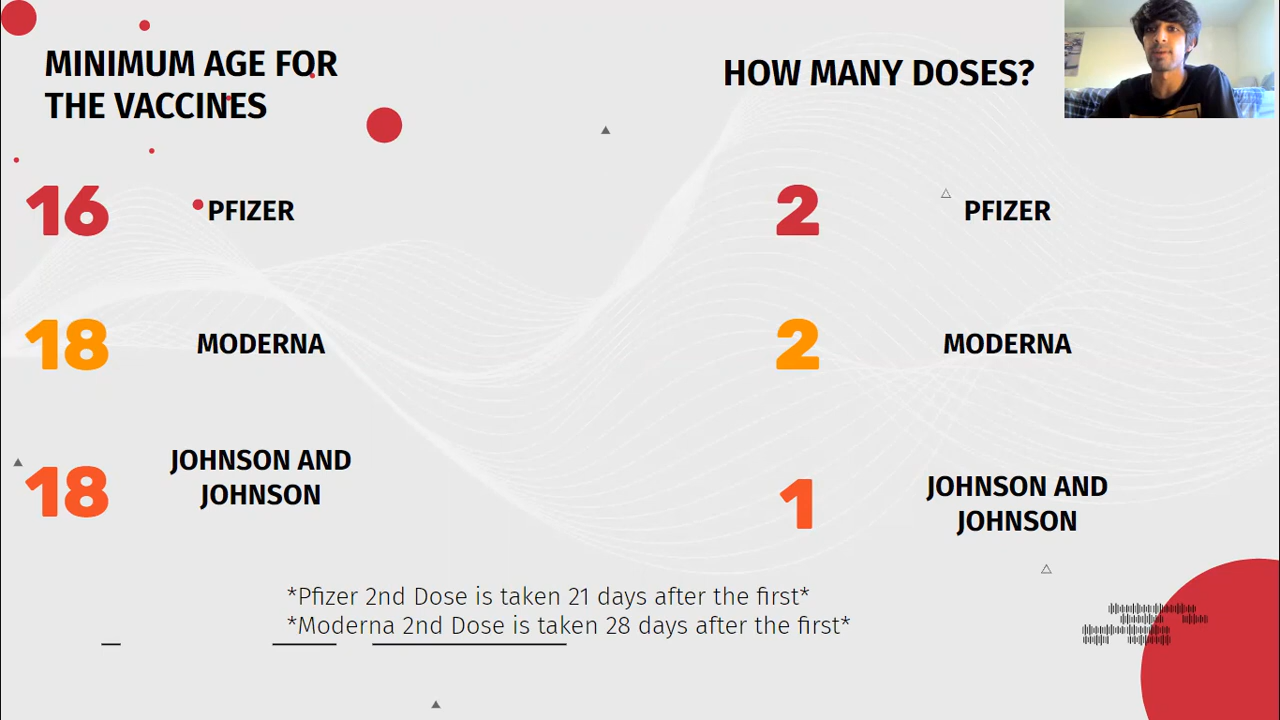 MINIMUM AGE FOR
THE VACCINES
16
PFIZER
18
MODERNA
18
JOHNSON AND
JOHNSON
HOW MANY DOSES?
2
PFIZER
2
MODERNA
1
JOHNSON AND
JOHNSON
*Pfizer 2nd Dose is taken 21 days after the first*
*Moderna 2nd Dose is taken 28 days after the first*